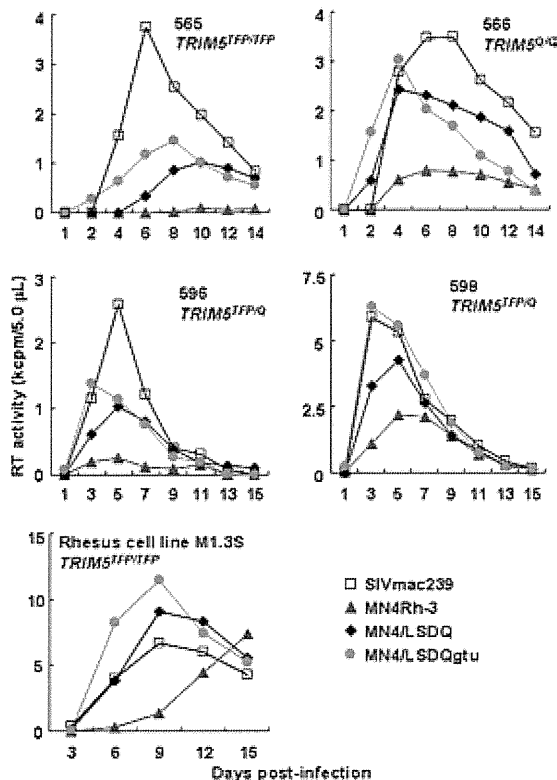 565
TRIM5TFP/TFP
4
3
2
1
0
1 2 4 6 8 10 12 14
566
TRIM5Q/Q
4
3
2
1
0
1 2 4 6 8 10 12 14
596
TRIM5TFP/Q
3
2
1
0
1 3 5 7 9 11 13 15
598
TRIM5TFP/Q
7.5
5
2.5
0
1 3 5 7 9 11 13 15
RT activity (kcpm/5.0 µL)
Rhesus cell line M1.3S
TRIM5TFP/TFP
15
10
5
0
3 6 9 12 15
Days post-infection
SIVmac239
MN4Rh-3
MN4/LSDQ
MN4/LSDQgtu